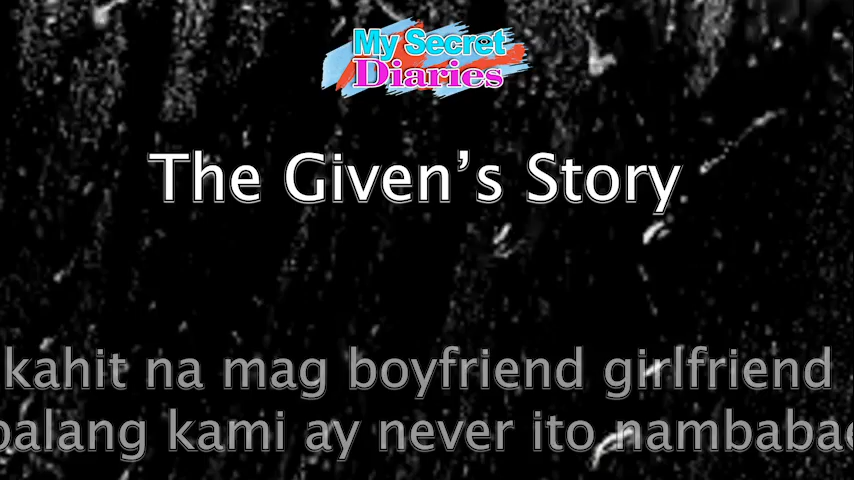 My Secret
Diaries
The Given's Story
kahit na mag boyfriend girlfriend
palang kami ay never ito nambabae